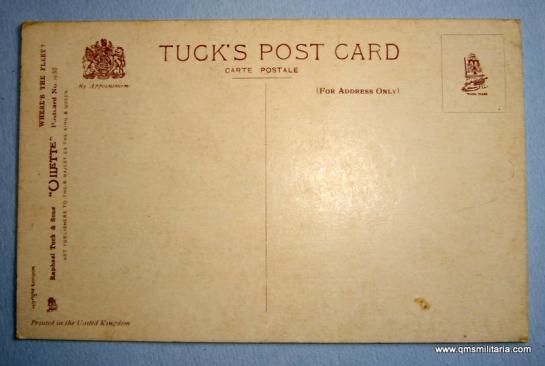 TUCK'S POST CARD
CARTE POSTALE
(FOR ADDRESS ONLY)
By Appointment
WHERE'S THE FLEET?
Raphael Tuck & Sons "OILETTE" Postcard No.
ART PUBLISHERS TO THEIR MAJESTIES THE KING & QUEEN
Printed in the United Kingdom
www.qmsmilitaria.com